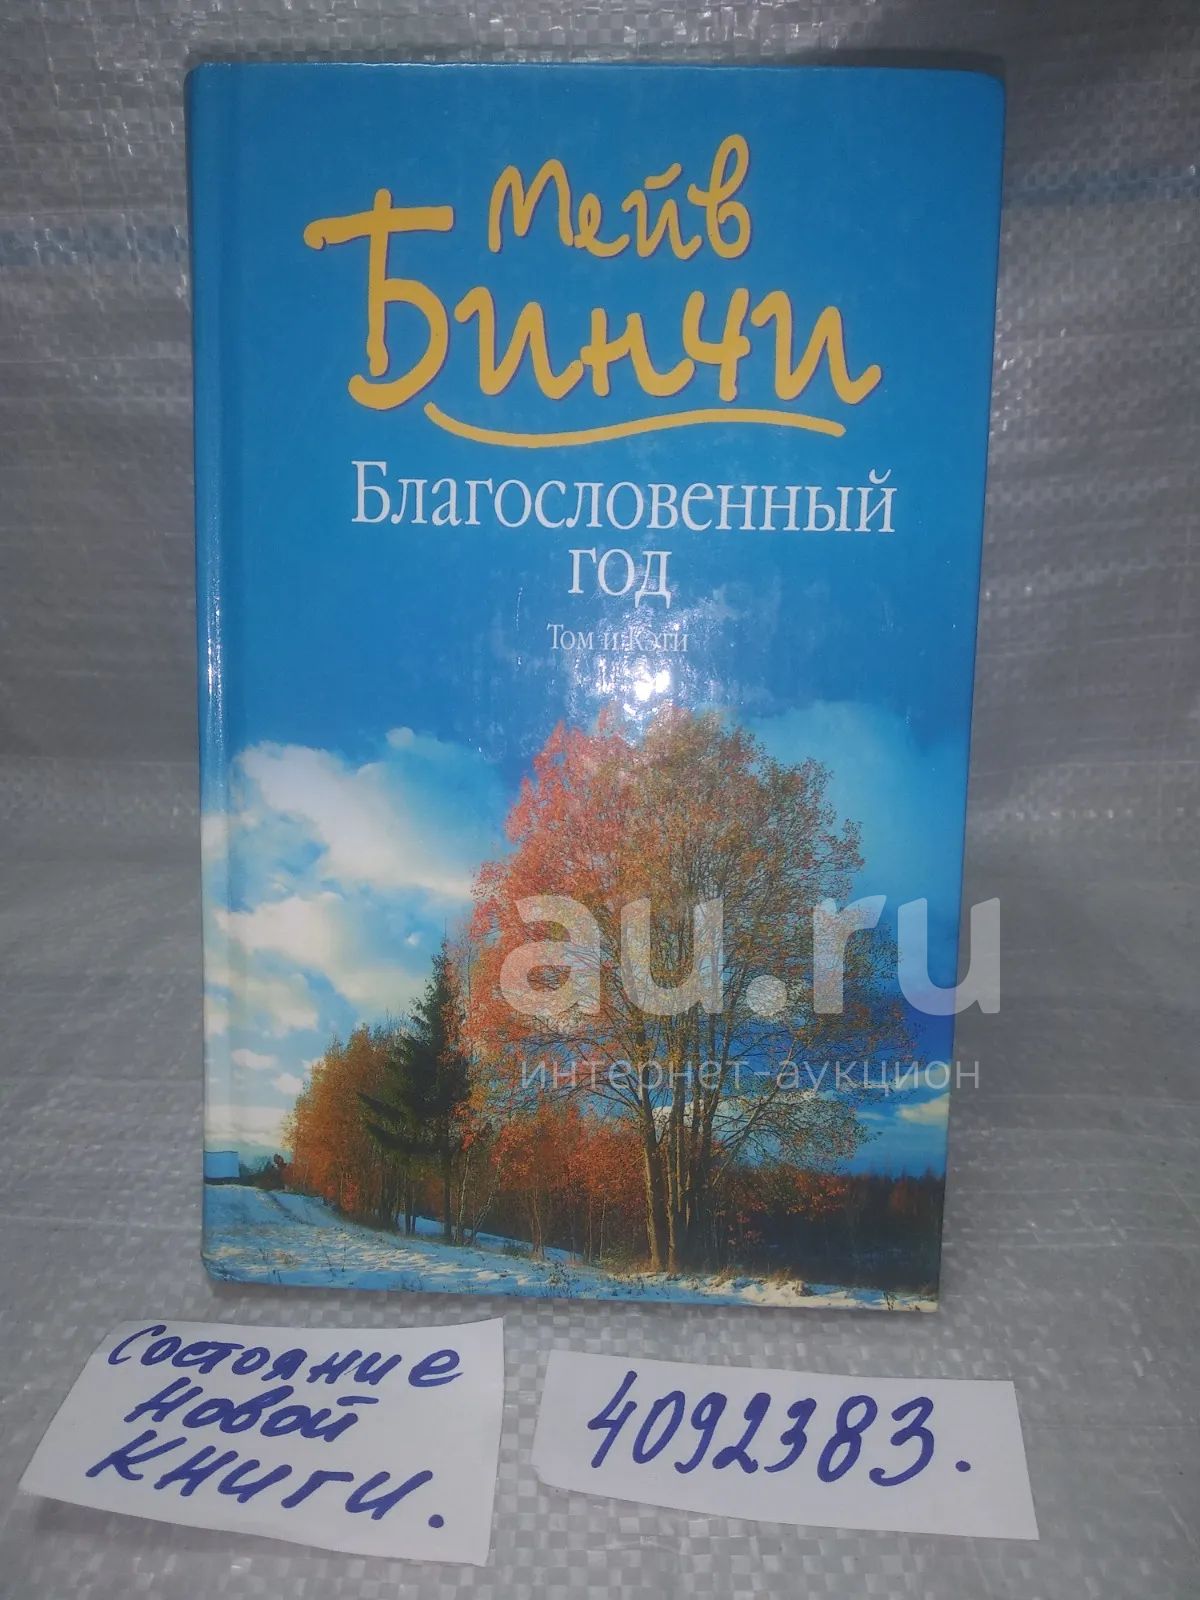 Мейв
Бинчи
Благословенный
год
Том и Кэти
au.ru
интернет-аукцион
Состояние
новой
книги.
4092383.